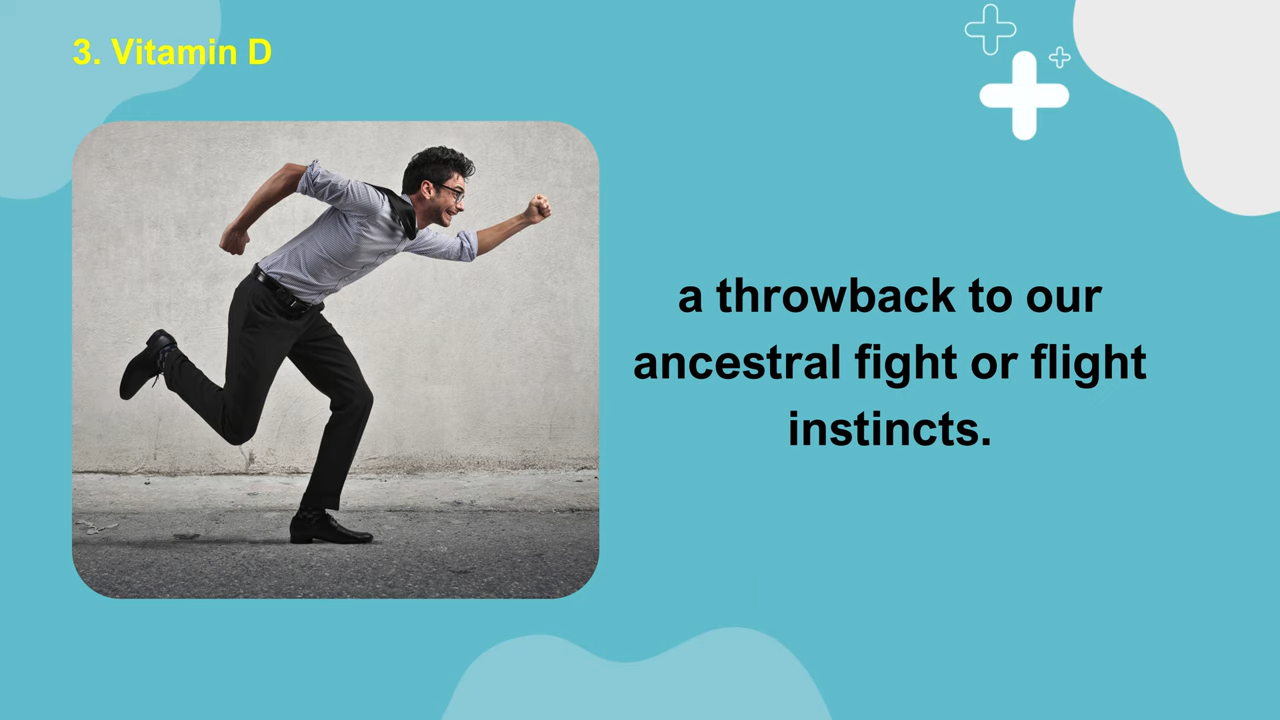 3. Vitamin D
a throwback to our
ancestral fight or flight
instincts.